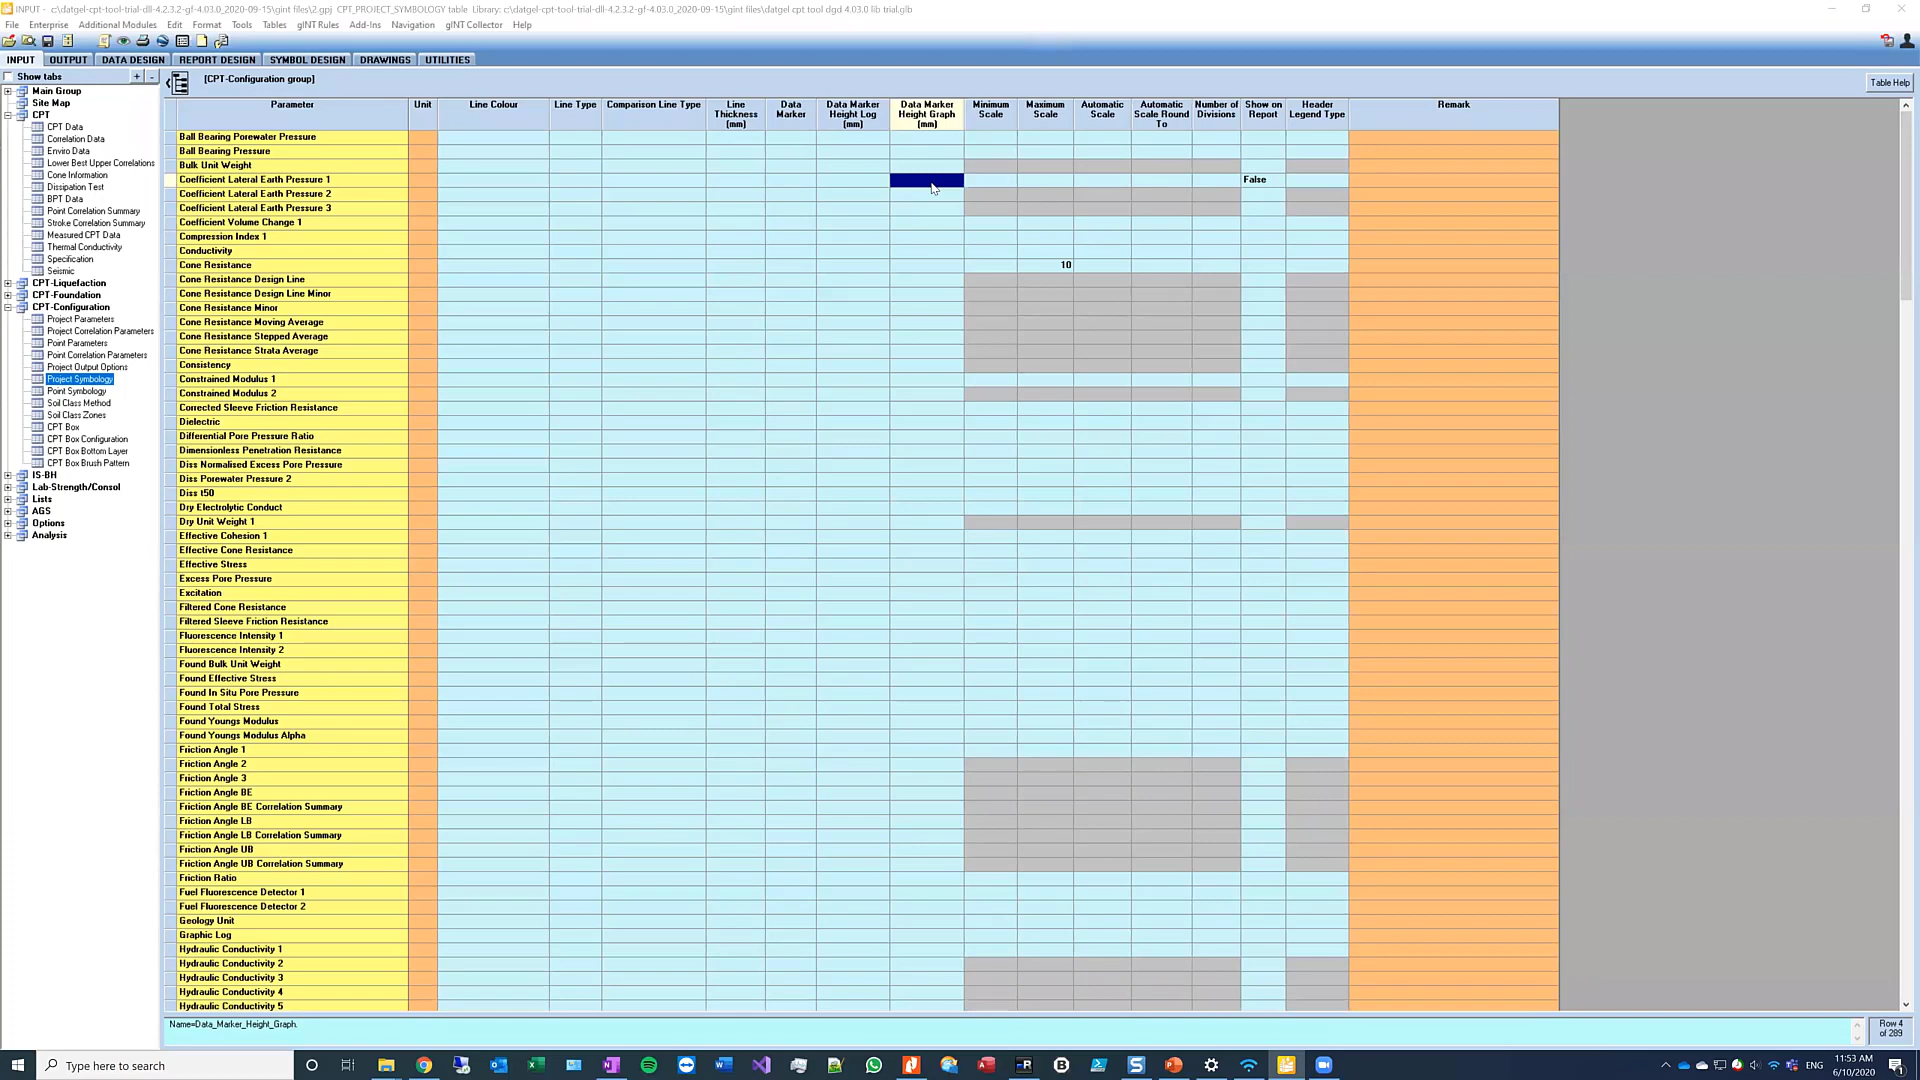 INPUT - c:\datgel-cpt-tool-trial-dll-4.2.3.2-gf-4.03.0_2020-09-15\gint files\2.gpj CPT_PROJECT_SYMBOLOGY Table Library: c:\datgel-cpt-tool-trial-dll-4.2.3.2-gf-4.03.0_2020-09-15\gint files\datgel cpt tool dgd 4.03.0 lib trial.glb
File Enterprise Additional Modules Edit Format Tools Tables gINT Rules Add-Ins Navigation gINT Collector Help
INPUT OUTPUT DATA DESIGN REPORT DESIGN SYMBOL DESIGN DRAWINGS UTILITIES
Show tabs + -
[CPT-Configuration group]
Table Help
Main Group
Site Map
CPT
CPT Data
Correlation Data
Enviro Data
Lower Best Upper Correlations
Cone Information
Dissipation Test
BPT Data
Point Correlation Summary
Stroke Correlation Summary
Measured CPT Data
Thermal Conductivity
Specification
Seismic
CPT-Liquefaction
CPT-Foundation
CPT-Configuration
Project Parameters
Project Correlation Parameters
Point Parameters
Point Correlation Parameters
Project Output Options
Project Symbology
Point Symbology
Soil Class Method
Soil Class Zones
CPT Box
CPT Box Configuration
CPT Box Bottom Layer
CPT Box Brush Pattern
IS-BH
Lab-Strength/Consol
Lists
AGS
Options
Analysis
Parameter Unit Line Colour Line Type Comparison Line Type Line Thickness (mm) Data Marker Data Marker Height Log (mm) Data Marker Height Graph (mm) Minimum Scale Maximum Scale Automatic Scale Automatic Scale Round To Number of Divisions Show on Report Header Legend Type Remark
Ball Bearing Porewater Pressure
Ball Bearing Pressure
Bulk Unit Weight
Coefficient Lateral Earth Pressure 1 False
Coefficient Lateral Earth Pressure 2
Coefficient Lateral Earth Pressure 3
Coefficient Volume Change 1
Compression Index 1
Conductivity
Cone Resistance 10
Cone Resistance Design Line
Cone Resistance Design Line Minor
Cone Resistance Minor
Cone Resistance Moving Average
Cone Resistance Stepped Average
Cone Resistance Strata Average
Consistency
Constrained Modulus 1
Constrained Modulus 2
Corrected Sleeve Friction Resistance
Dielectric
Differential Pore Pressure Ratio
Dimensionless Penetration Resistance
Diss Normalised Excess Pore Pressure
Diss Porewater Pressure 2
Diss t50
Dry Electrolytic Conduct
Dry Unit Weight 1
Effective Cohesion 1
Effective Cone Resistance
Effective Stress
Excess Pore Pressure
Excitation
Filtered Cone Resistance
Filtered Sleeve Friction Resistance
Fluorescence Intensity 1
Fluorescence Intensity 2
Found Bulk Unit Weight
Found Effective Stress
Found In Situ Pore Pressure
Found Total Stress
Found Youngs Modulus
Found Youngs Modulus Alpha
Friction Angle 1
Friction Angle 2
Friction Angle 3
Friction Angle BE
Friction Angle BE Correlation Summary
Friction Angle LB
Friction Angle LB Correlation Summary
Friction Angle UB
Friction Angle UB Correlation Summary
Friction Ratio
Fuel Fluorescence Detector 1
Fuel Fluorescence Detector 2
Geology Unit
Graphic Log
Hydraulic Conductivity 1
Hydraulic Conductivity 2
Hydraulic Conductivity 3
Hydraulic Conductivity 4
Hydraulic Conductivity 5
Name=Data_Marker_Height_Graph.
Row 4
of 289
Type here to search
ENG
11:53 AM
6/10/2020